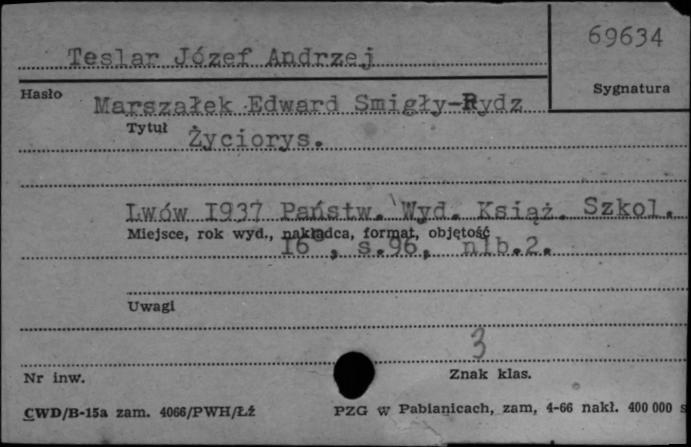 69634
Teslar Józef Andrzej
Sygnatura
Hasło
Marszałek Edward Smigły-Rydz
Tytuł
Życiorys.
Lwów 1937 Państw. Wyd. Książ. Szkol.
Miejsce, rok wyd., nakładca, format, objętość
16°, s.96, nlb.2.
Uwagi
3
Nr inw.
Znak klas.
CWD/B-15a zam. 4066/PWH/Łź
PZG w Pabianicach, zam, 4-66 nakł. 400 000 s